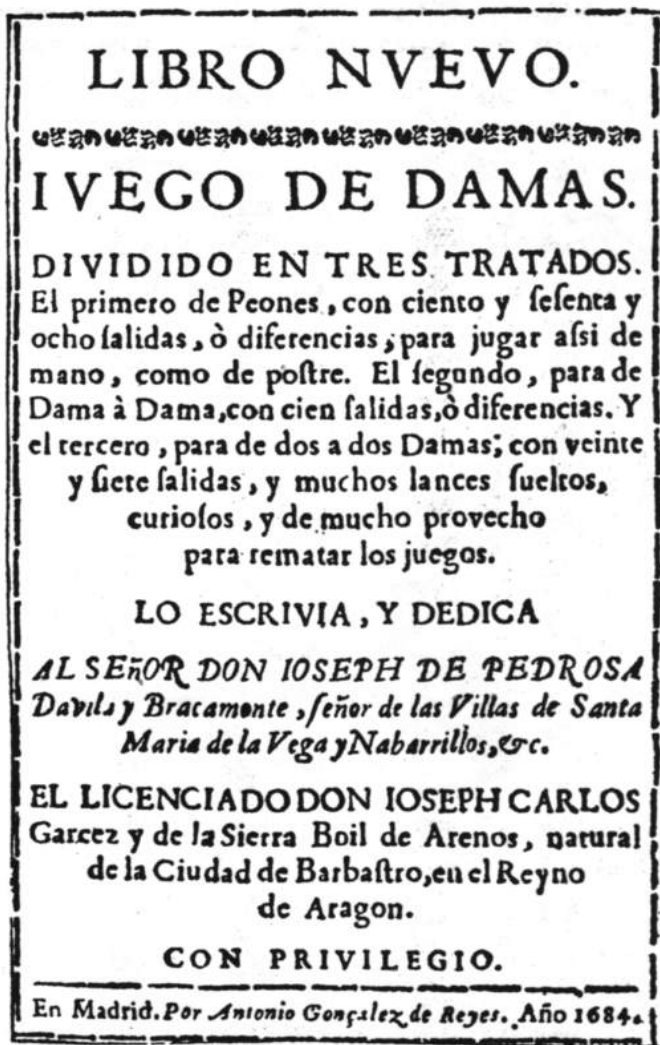 LIBRO NVEVO.
IVEGO DE DAMAS.
DIVIDIDO EN TRES TRATADOS.
El primero de Peones, con ciento y ſeſenta y
ocho ſalidas, ò diferencias, para jugar aſsi de
mano, como de poſtre. El ſegundo, para de
Dama à Dama, con cien ſalidas, ò diferencias. Y
el tercero, para de dos a dos Damas; con veinte
y ſiete ſalidas, y muchos lances ſueltos,
curioſos, y de mucho provecho
para rematar los juegos.
LO ESCRIVIA, Y DEDICA
AL SEñOR DON IOSEPH DE PEDROSA
Davila y Bracamonte, ſeñor de las Villas de Santa
Maria de la Vega y Nabarrillos, &c.
EL LICENCIADO DON IOSEPH CARLOS
Garcez y de la Sierra Boil de Arenos, natural
de la Ciudad de Barbaſtro, en el Reyno
de Aragon.
CON PRIVILEGIO.
En Madrid. Por Antonio Gonçalez de Reyes. Año 1684.